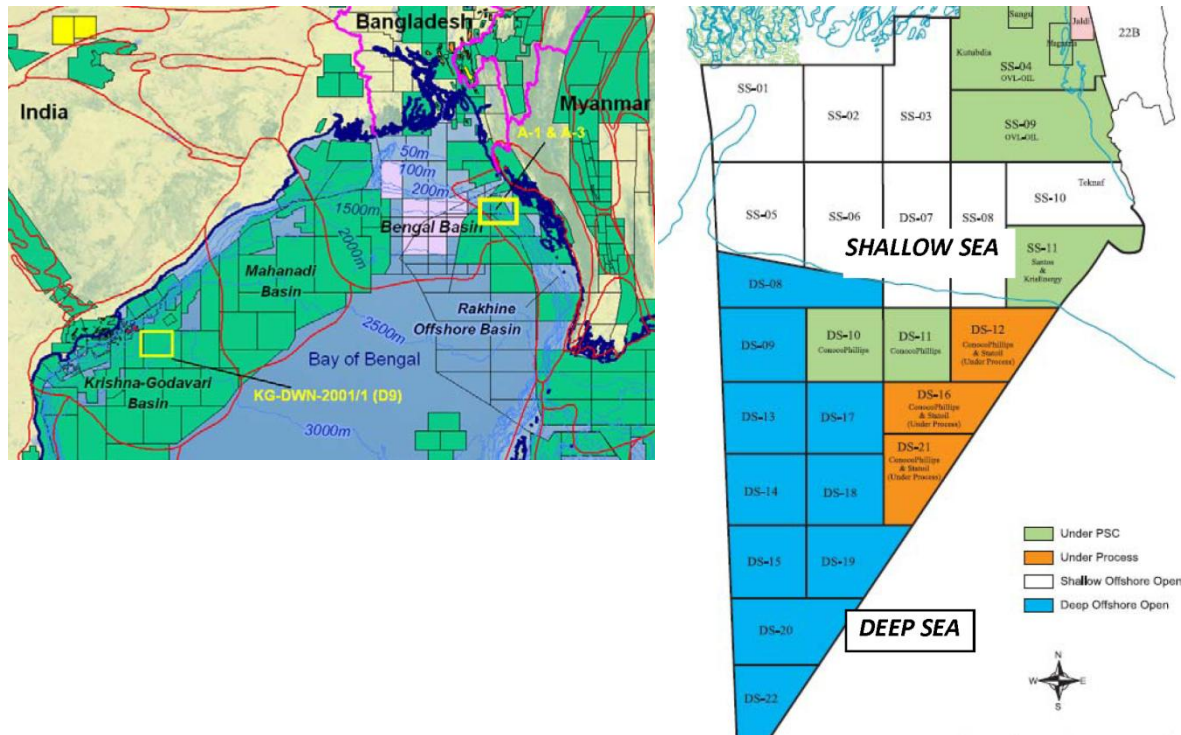 Bangladesh
India
Myanmar
A-1 & A-3
50m
100m
200m
1500m
Bengal Basin
2000m
Mahanadi
Basin
Rakhine
Offshore Basin
2500m
Bay of Bengal
Krishna-Godavari
Basin
KG-DWN-2001/1 (D9)
3000m
Sangu
Jaldi
Magnama
22B
Kutubdia
SS-04
OVL-OIL
SS-01
SS-02
SS-03
SS-09
OVL-OIL
Teknaf
SS-10
SS-05
SS-06
DS-07
SS-08
SHALLOW SEA
SS-11
Santos
&
KrisEnergy
DS-08
DS-09
DS-10
ConocoPhillips
DS-11
ConocoPhillips
DS-12
ConocoPhillips
& Statoil
(Under Process)
DS-16
ConocoPhillips
& Statoil
(Under Process)
DS-13
DS-17
DS-21
ConocoPhillips
& Statoil
(Under Process)
DS-14
DS-18
DS-15
DS-19
Under PSC
Under Process
Shallow Offshore Open
Deep Offshore Open
DS-20
DEEP SEA
DS-22
N
W
E
S